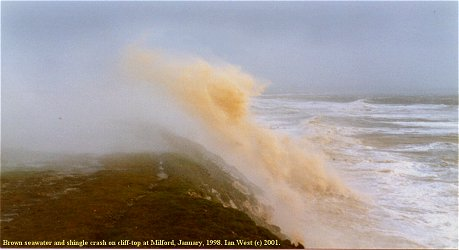 Brown seawater and shingle crash on cliff-top at Milford, January, 1998. Ian West (c) 2001.